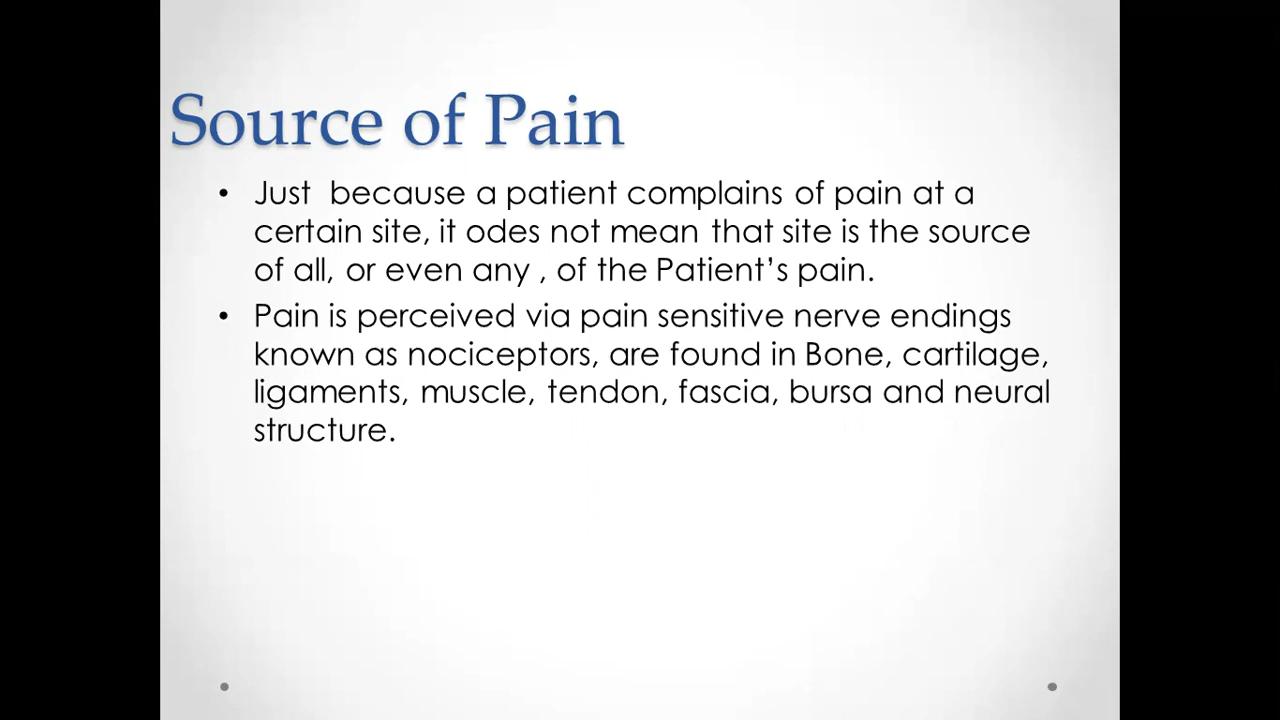 Source of Pain
• Just  because a patient complains of pain at a
certain site, it odes not mean that site is the source
of all, or even any , of the Patient’s pain.
• Pain is perceived via pain sensitive nerve endings
known as nociceptors, are found in Bone, cartilage,
ligaments, muscle, tendon, fascia, bursa and neural
structure.